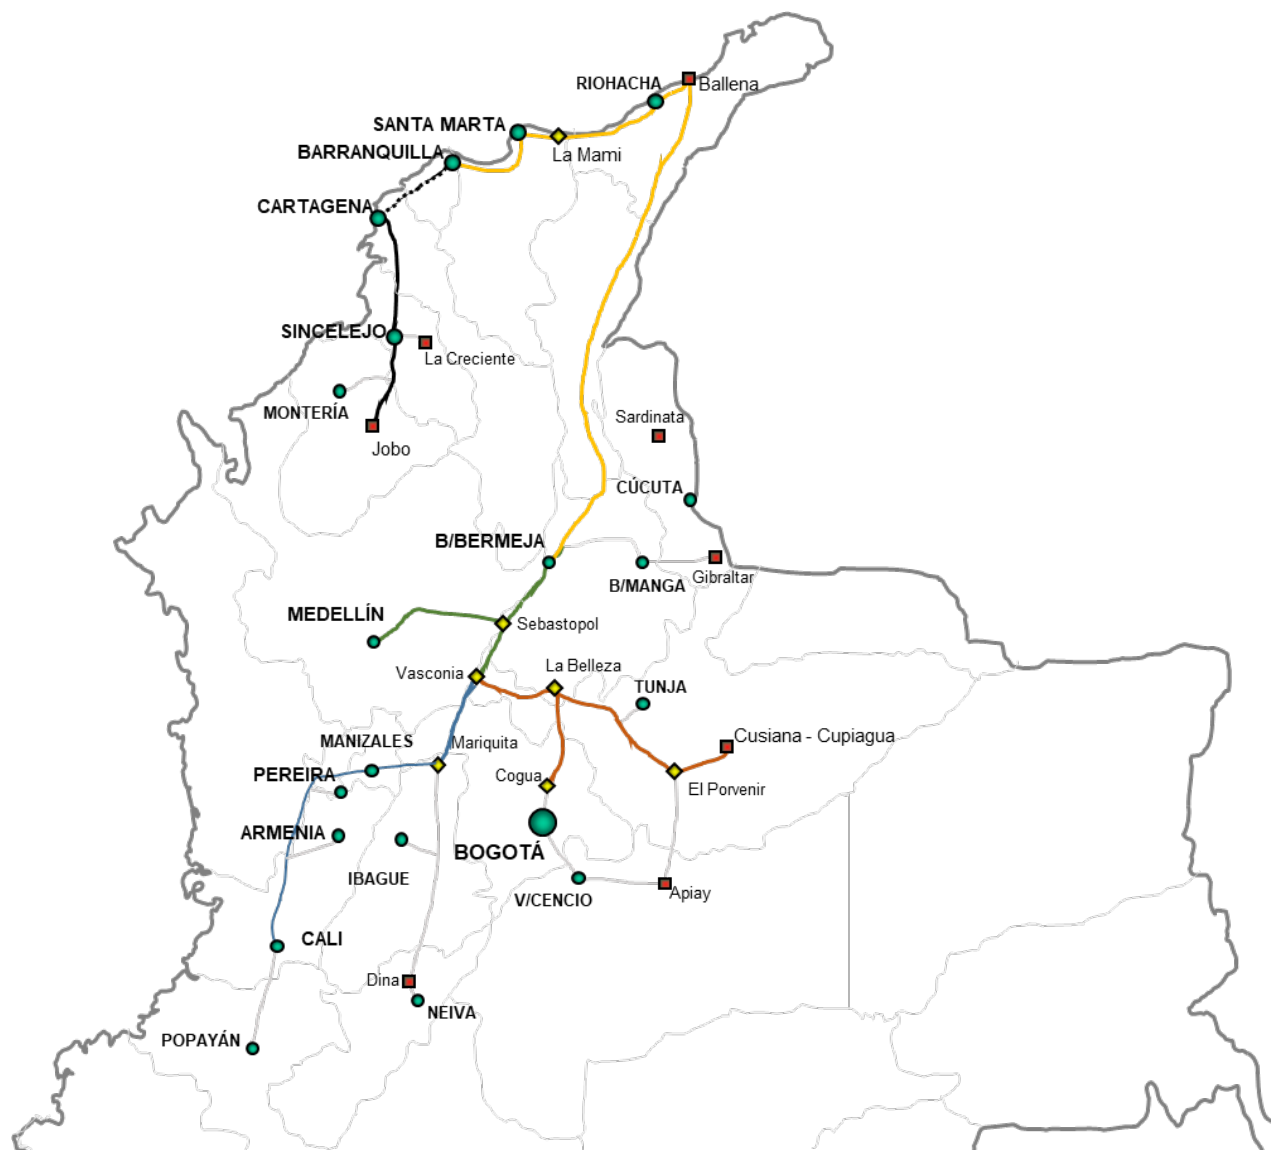 RIOHACHA
Ballena
SANTA MARTA
BARRANQUILLA
La Mami
CARTAGENA
SINCELEJO
La Creciente
MONTERÍA
Jobo
Sardinata
CÚCUTA
B/BERMEJA
B/MANGA
Gibraltar
MEDELLÍN
Sebastopol
Vasconia
La Belleza
TUNJA
MANIZALES
Mariquita
Cusiana - Cupiagua
PEREIRA
Cogua
El Porvenir
ARMENIA
BOGOTÁ
IBAGUE
V/CENCIO
Apiay
CALI
Dina
NEIVA
POPAYÁN